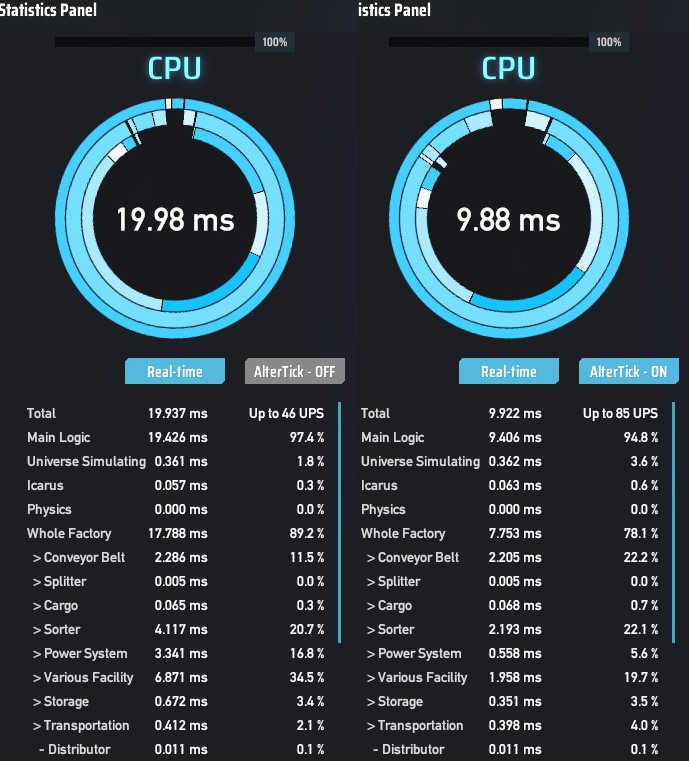 Statistics Panel
100%
CPU
19.98 ms
Real-time AlterTick - OFF
Total 19.937 ms Up to 46 UPS
Main Logic 19.426 ms 97.4 %
Universe Simulating 0.361 ms 1.8 %
Icarus 0.057 ms 0.3 %
Physics 0.000 ms 0.0 %
Whole Factory 17.788 ms 89.2 %
> Conveyor Belt 2.286 ms 11.5 %
> Splitter 0.005 ms 0.0 %
> Cargo 0.065 ms 0.3 %
> Sorter 4.117 ms 20.7 %
> Power System 3.341 ms 16.8 %
> Various Facility 6.871 ms 34.5 %
> Storage 0.672 ms 3.4 %
> Transportation 0.412 ms 2.1 %
- Distributor 0.011 ms 0.1 %
istics Panel
100%
CPU
9.88 ms
Real-time AlterTick - ON
Total 9.922 ms Up to 85 UPS
Main Logic 9.406 ms 94.8 %
Universe Simulating 0.362 ms 3.6 %
Icarus 0.063 ms 0.6 %
Physics 0.000 ms 0.0 %
Whole Factory 7.753 ms 78.1 %
> Conveyor Belt 2.205 ms 22.2 %
> Splitter 0.005 ms 0.0 %
> Cargo 0.068 ms 0.7 %
> Sorter 2.193 ms 22.1 %
> Power System 0.558 ms 5.6 %
> Various Facility 1.958 ms 19.7 %
> Storage 0.351 ms 3.5 %
> Transportation 0.398 ms 4.0 %
- Distributor 0.011 ms 0.1 %